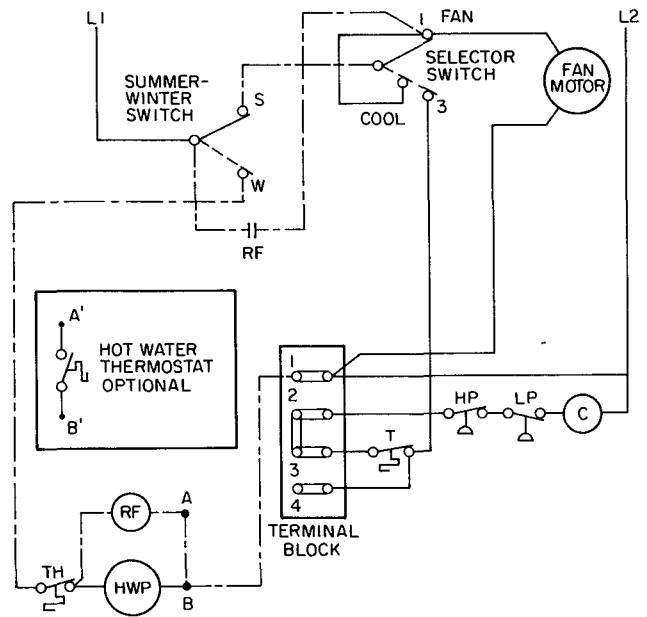 L1
1
FAN
L2
SUMMER-
WINTER
SWITCH
S
SELECTOR
SWITCH
FAN
MOTOR
COOL
3
W
RF
A'
HOT WATER
THERMOSTAT
OPTIONAL
B'
1
2
HP
LP
C
T
3
4
RF
A
TERMINAL
BLOCK
TH
HWP
B